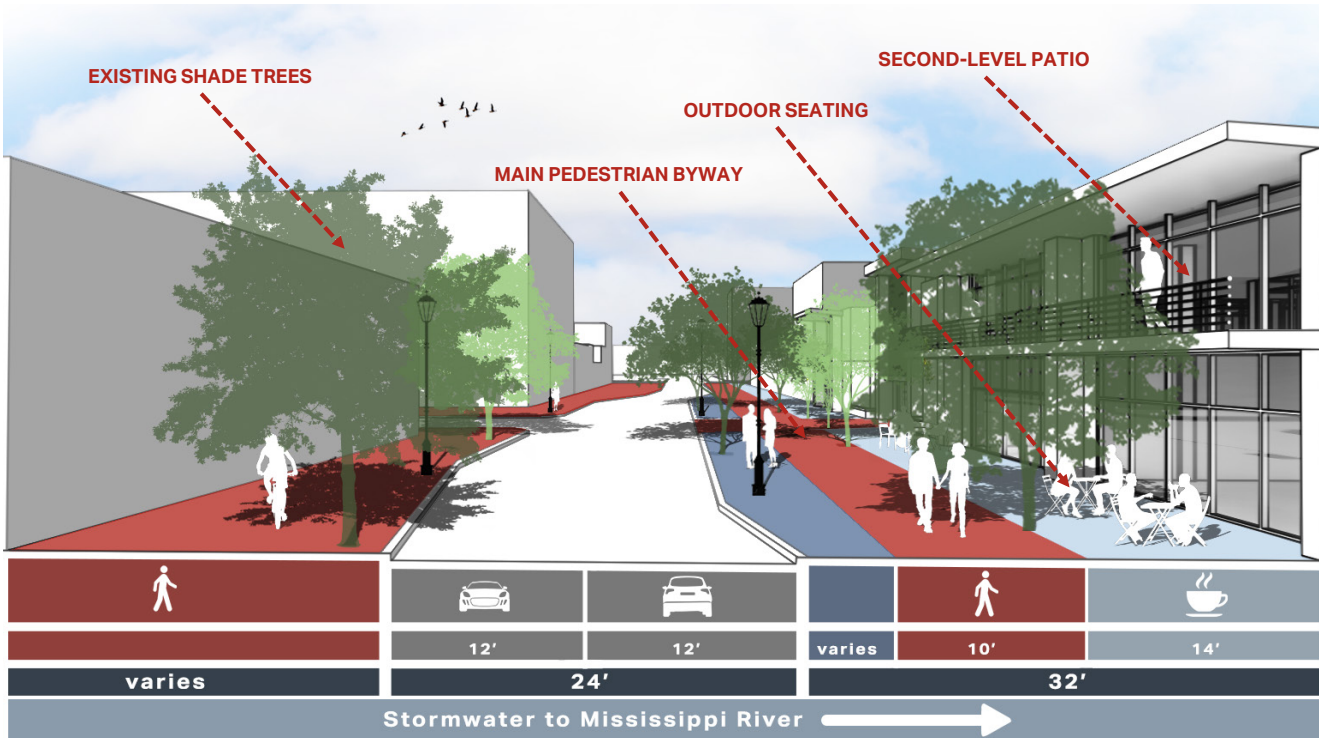 SECOND-LEVEL PATIO
EXISTING SHADE TREES
OUTDOOR SEATING
MAIN PEDESTRIAN BYWAY
12'
12'
varies
10'
14'
varies
24'
32'
Stormwater to Mississippi River